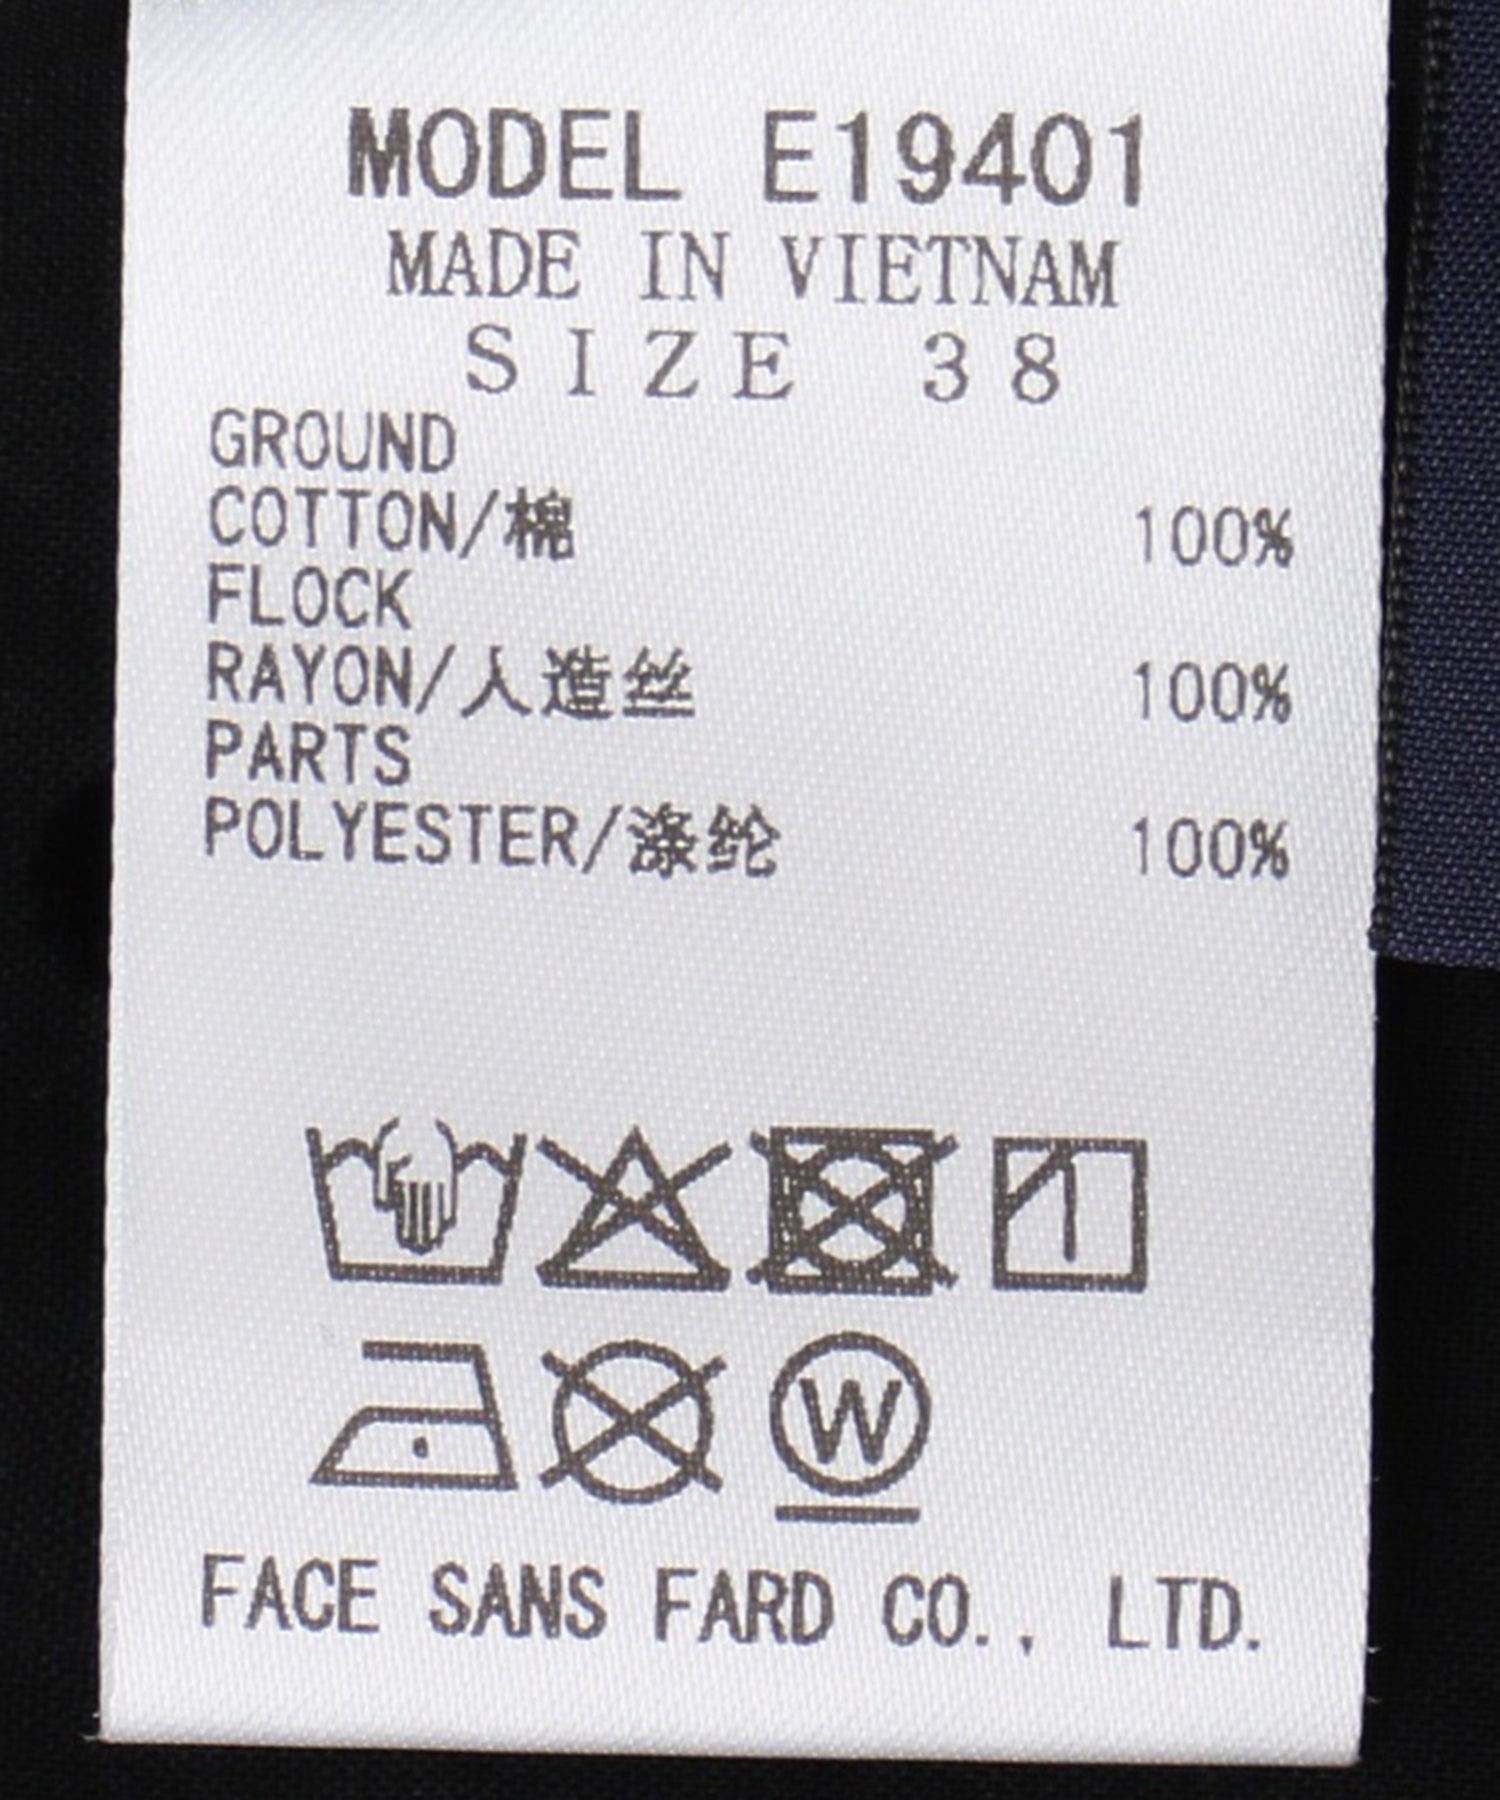 MODEL E19401
MADE IN VIETNAM
SIZE 38
GROUND
COTTON/棉 100%
FLOCK
RAYON/人造丝 100%
PARTS
POLYESTER/涤纶 100%
W
FACE SANS FARD CO., LTD.